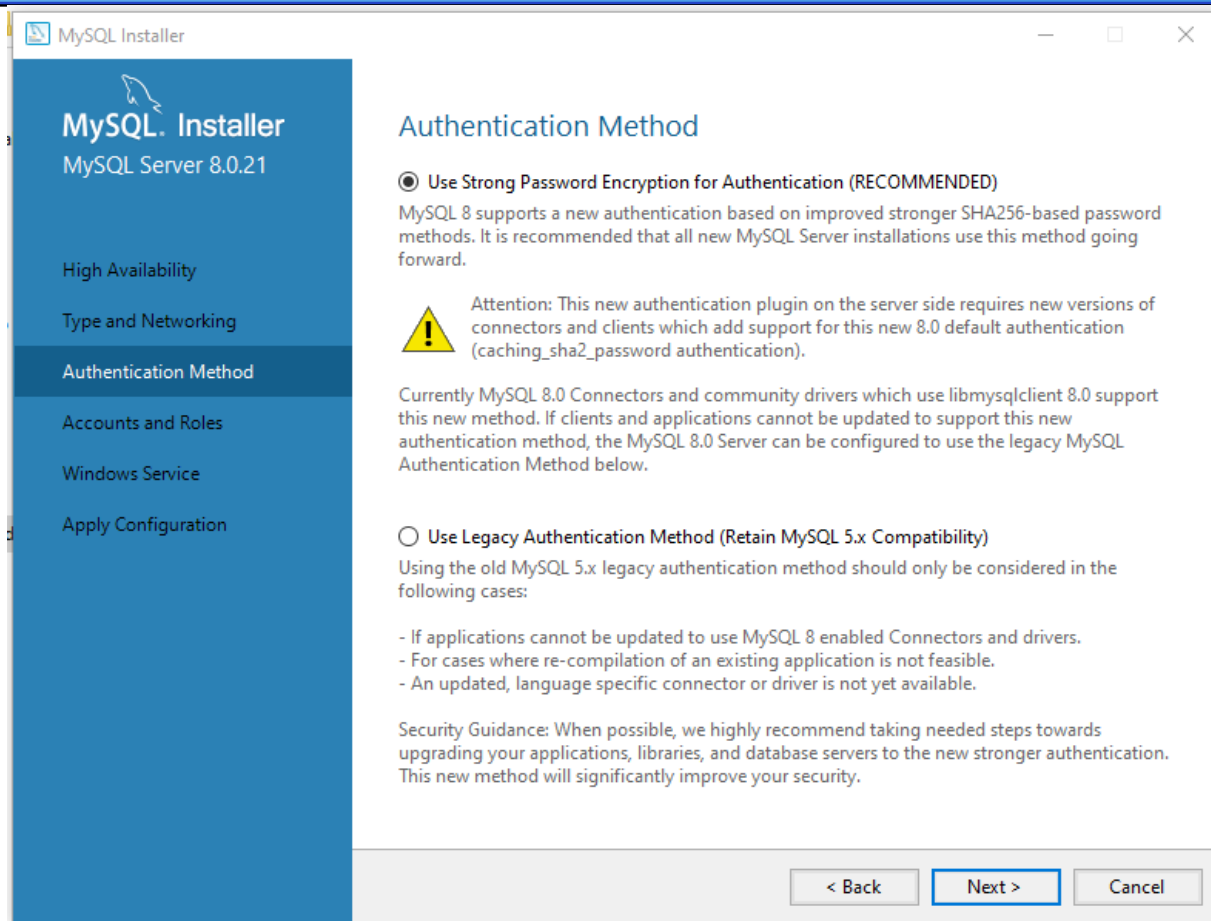 MySQL Installer
MySQL. Installer
MySQL Server 8.0.21
High Availability
Type and Networking
Authentication Method
Accounts and Roles
Windows Service
Apply Configuration
Authentication Method
Use Strong Password Encryption for Authentication (RECOMMENDED)
MySQL 8 supports a new authentication based on improved stronger SHA256-based password
methods. It is recommended that all new MySQL Server installations use this method going
forward.
Attention: This new authentication plugin on the server side requires new versions of
connectors and clients which add support for this new 8.0 default authentication
(caching_sha2_password authentication).
Currently MySQL 8.0 Connectors and community drivers which use libmysqlclient 8.0 support
this new method. If clients and applications cannot be updated to support this new
authentication method, the MySQL 8.0 Server can be configured to use the legacy MySQL
Authentication Method below.
Use Legacy Authentication Method (Retain MySQL 5.x Compatibility)
Using the old MySQL 5.x legacy authentication method should only be considered in the
following cases:
- If applications cannot be updated to use MySQL 8 enabled Connectors and drivers.
- For cases where re-compilation of an existing application is not feasible.
- An updated, language specific connector or driver is not yet available.
Security Guidance: When possible, we highly recommend taking needed steps towards
upgrading your applications, libraries, and database servers to the new stronger authentication.
This new method will significantly improve your security.
< Back
Next >
Cancel